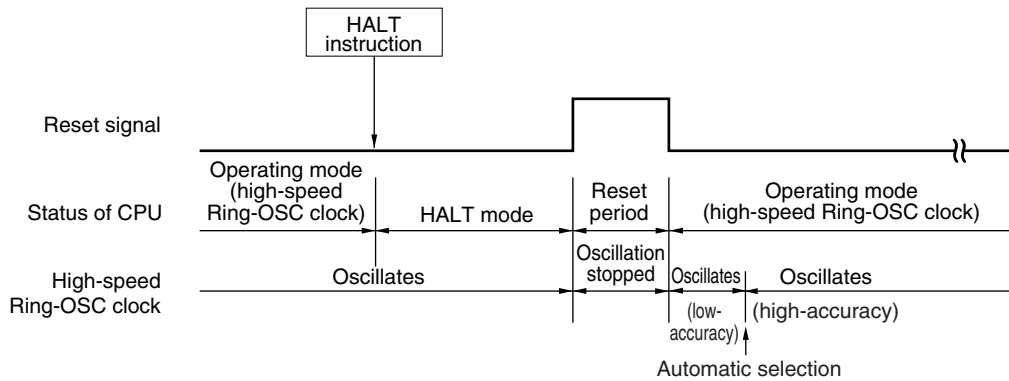 HALT
instruction
Reset signal
Operating mode
(high-speed
Ring-OSC clock)
Status of CPU
HALT mode
Reset
period
Operating mode
(high-speed Ring-OSC clock)
High-speed
Ring-OSC clock
Oscillates
Oscillation
stopped
Oscillates
(low-
accuracy)
Oscillates
(high-accuracy)
Automatic selection